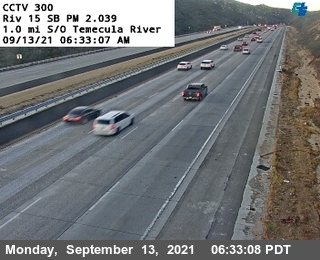 CCTV 300
Riv 15 SB PM 2.039
1.0 mi S/O Temecula River
09/13/21 06:33:07 AM
Monday, September 13, 2021 06:33:08 PDT